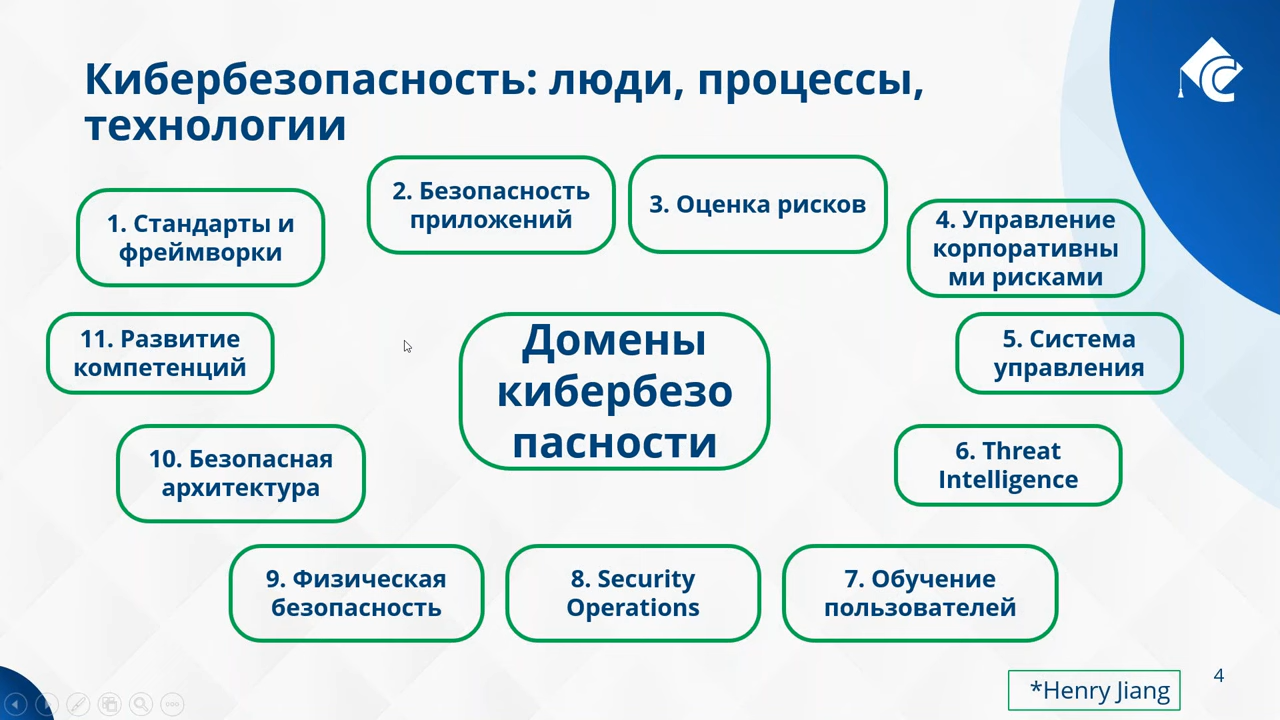 Кибербезопасность: люди, процессы,
технологии
1. Стандарты и
фреймворки
2. Безопасность
приложений
3. Оценка рисков
4. Управление
корпоративны
ми рисками
11. Развитие
компетенций
Домены
кибербезо
пасности
5. Система
управления
10. Безопасная
архитектура
6. Threat
Intelligence
9. Физическая
безопасность
8. Security
Operations
7. Обучение
пользователей
*Henry Jiang
4